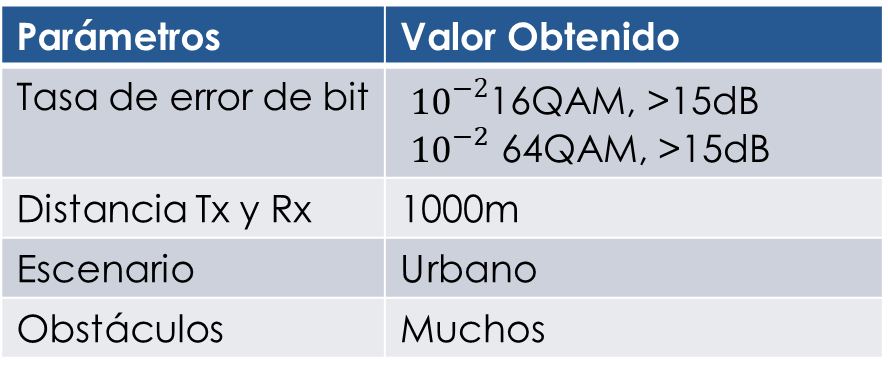 Parámetros Valor Obtenido
Tasa de error de bit 10⁻²16QAM, >15dB
10⁻² 64QAM, >15dB
Distancia Tx y Rx 1000m
Escenario Urbano
Obstáculos Muchos